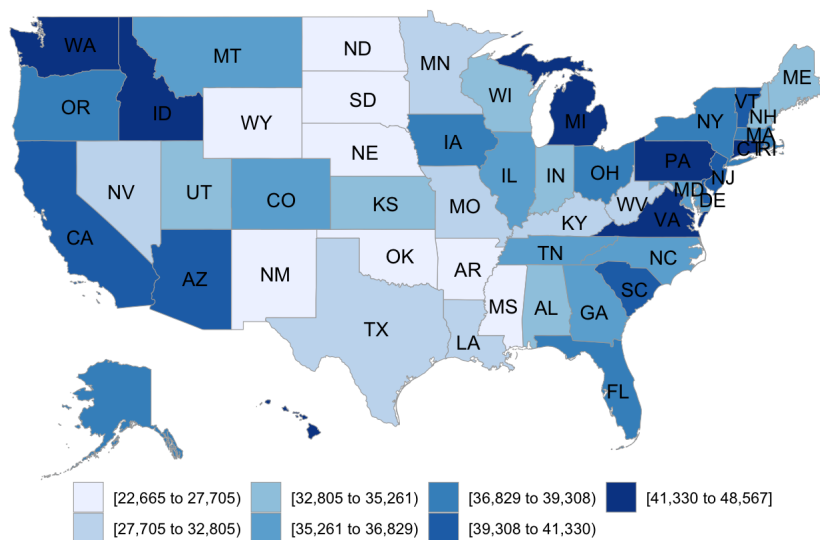 WA
MT
ND
MN
ME
OR
ID
SD
WI
MI
VT
NH
WY
NY
MA
CT
RI
IA
NE
PA
NV
UT
CO
IL
IN
OH
NJ
MD
DE
KS
MO
WV
KY
VA
CA
AZ
NM
OK
AR
TN
NC
SC
MS
AL
GA
TX
LA
FL
[22,665 to 27,705)
[32,805 to 35,261)
[36,829 to 39,308)
[41,330 to 48,567]
[27,705 to 32,805)
[35,261 to 36,829)
[39,308 to 41,330)